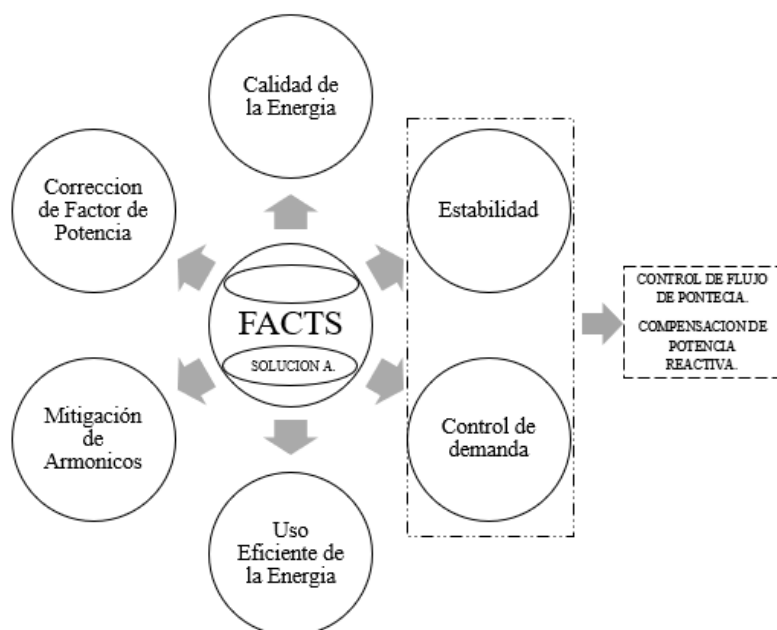 Calidad de
la Energia
Correccion
de Factor de
Potencia
Estabilidad
FACTS
SOLUCION A.
CONTROL DE FLUJO
DE PONTECIA.
COMPENSACION DE
POTENCIA
REACTIVA.
Mitigación
de
Armonicos
Control de
demanda
Uso
Eficiente de
la Energia